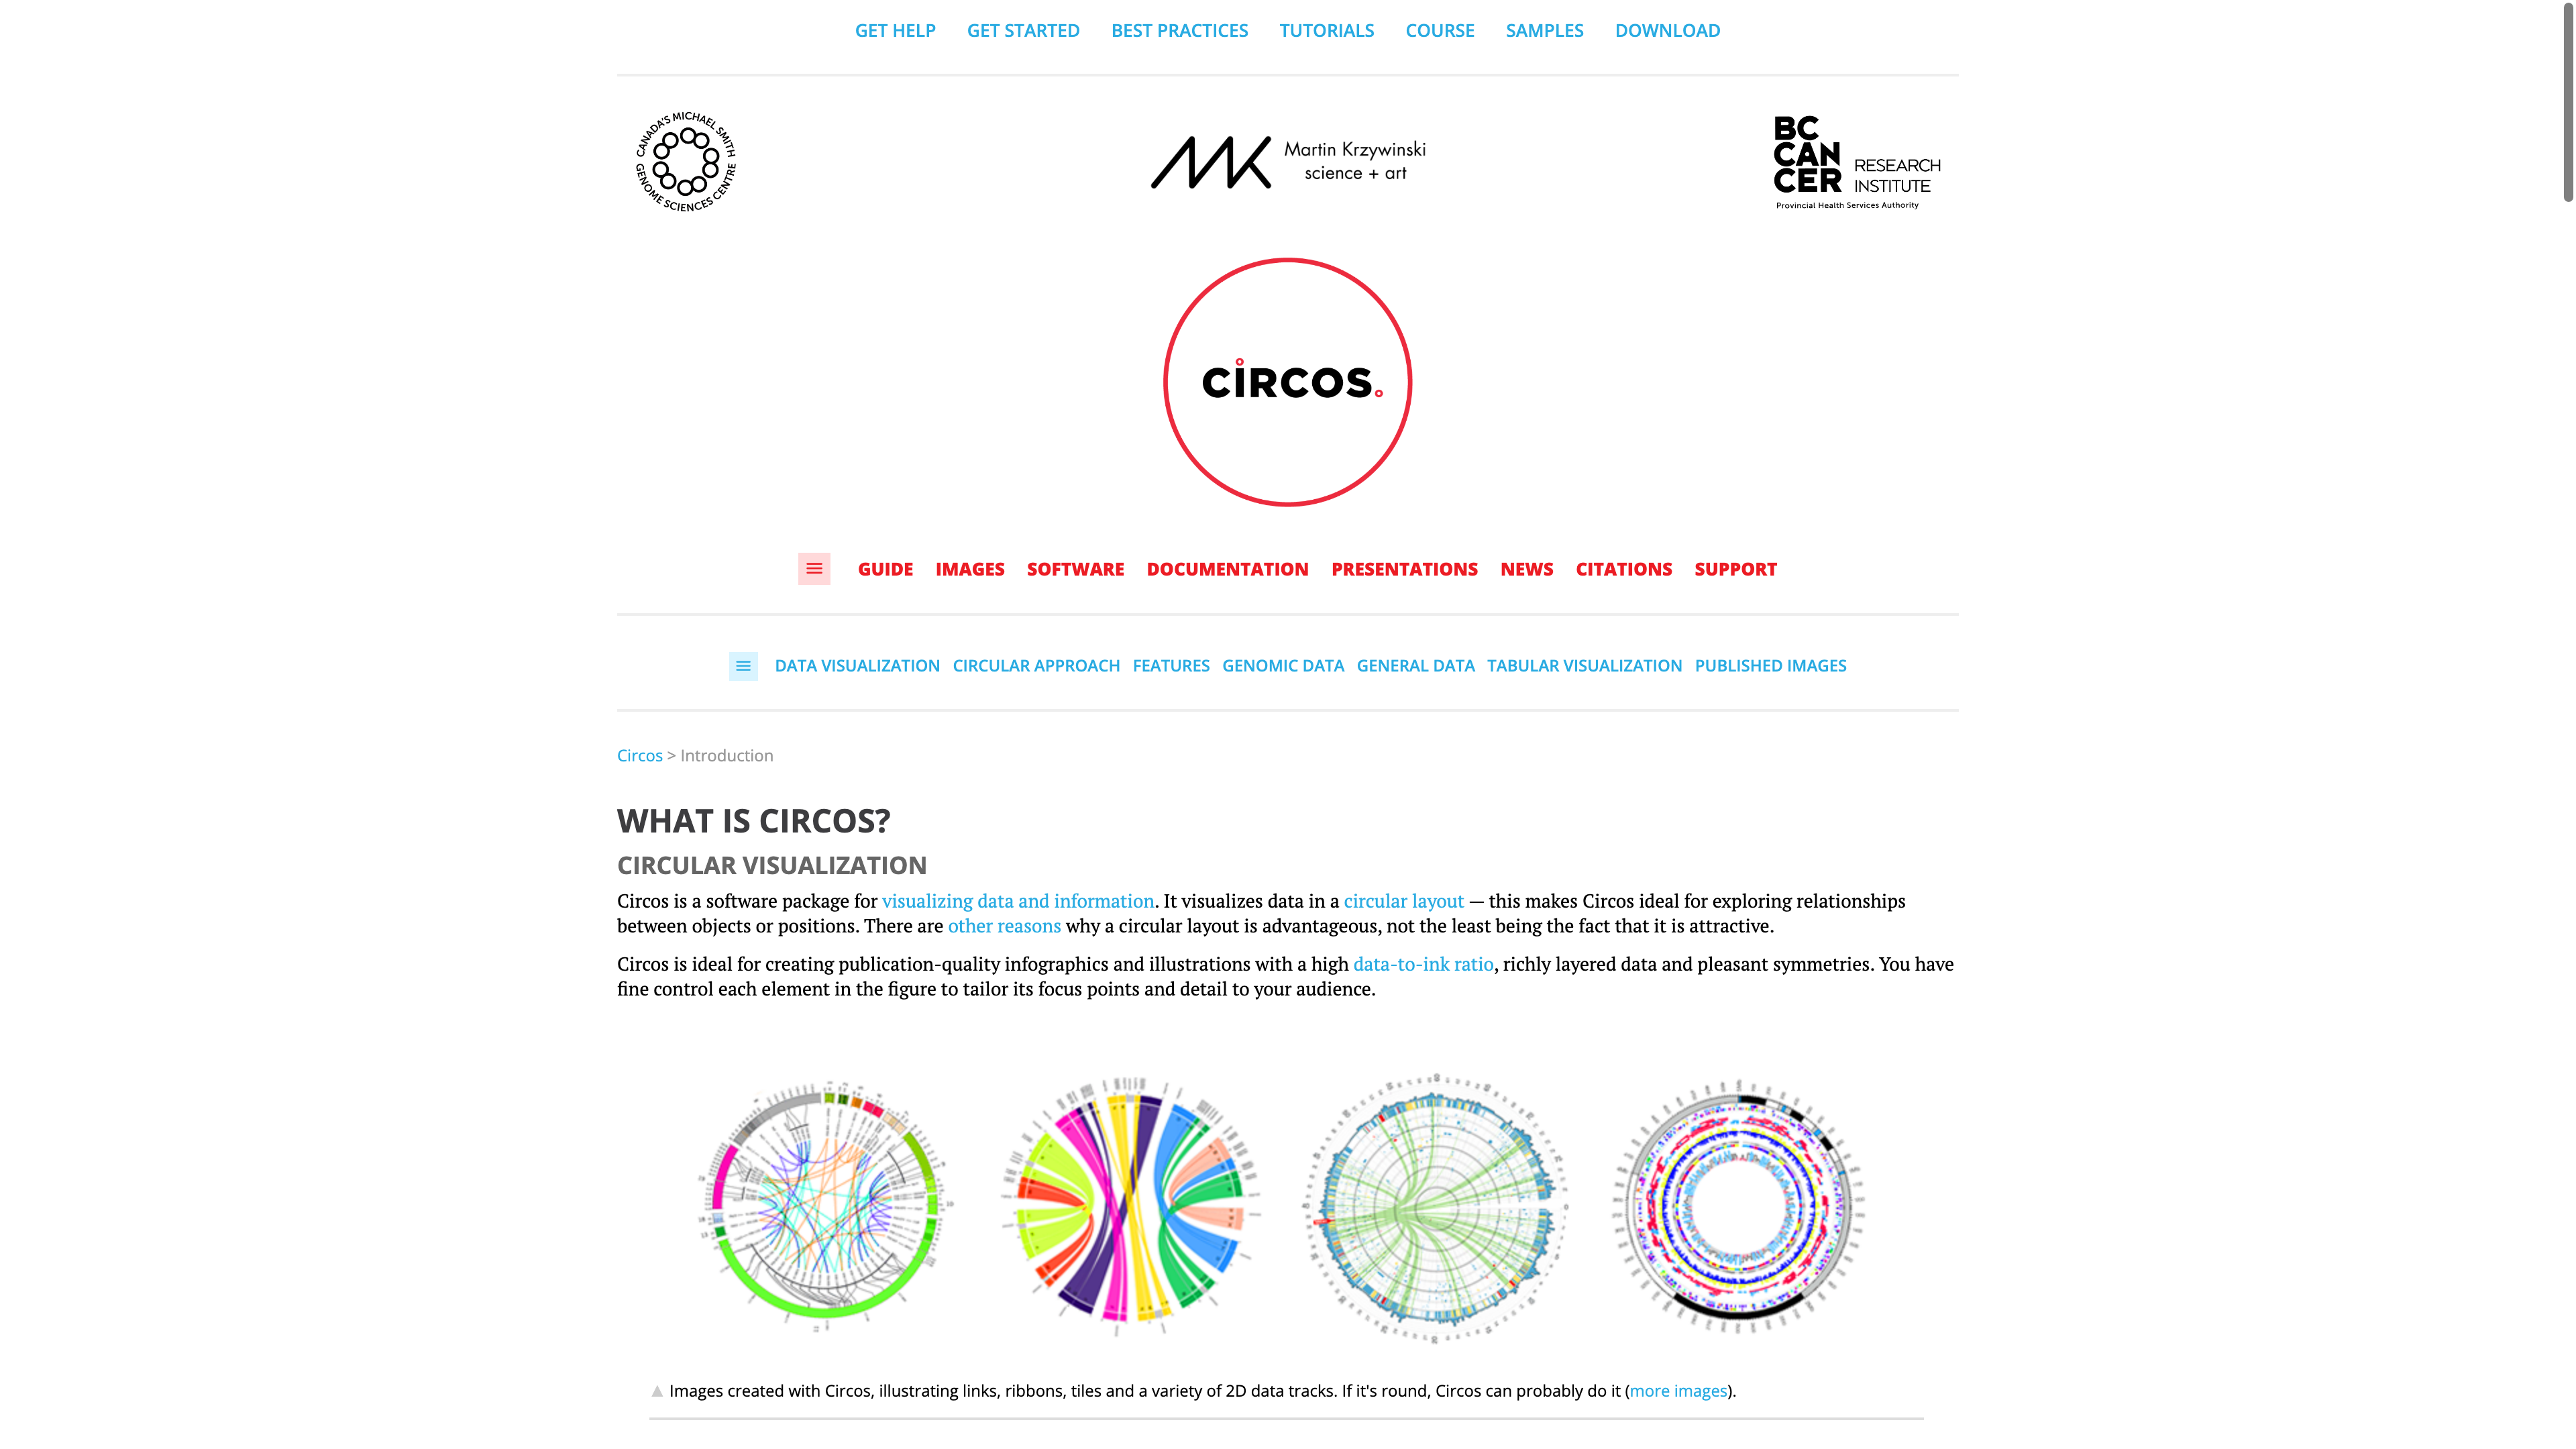 GET HELP GET STARTED BEST PRACTICES TUTORIALS COURSE SAMPLES DOWNLOAD
CANADA'S MICHAEL SMITH GENOME SCIENCES CENTRE
MK Martin Krzywinski
science + art
BC
CAN
CER RESEARCH
INSTITUTE
Provincial Health Services Authority
CiRCOS.
GUIDE IMAGES SOFTWARE DOCUMENTATION PRESENTATIONS NEWS CITATIONS SUPPORT
DATA VISUALIZATION CIRCULAR APPROACH FEATURES GENOMIC DATA GENERAL DATA TABULAR VISUALIZATION PUBLISHED IMAGES
Circos > Introduction
WHAT IS CIRCOS?
CIRCULAR VISUALIZATION
Circos is a software package for visualizing data and information. It visualizes data in a circular layout — this makes Circos ideal for exploring relationships
between objects or positions. There are other reasons why a circular layout is advantageous, not the least being the fact that it is attractive.
Circos is ideal for creating publication-quality infographics and illustrations with a high data-to-ink ratio, richly layered data and pleasant symmetries. You have
fine control each element in the figure to tailor its focus points and detail to your audience.
▲ Images created with Circos, illustrating links, ribbons, tiles and a variety of 2D data tracks. If it's round, Circos can probably do it (more images).